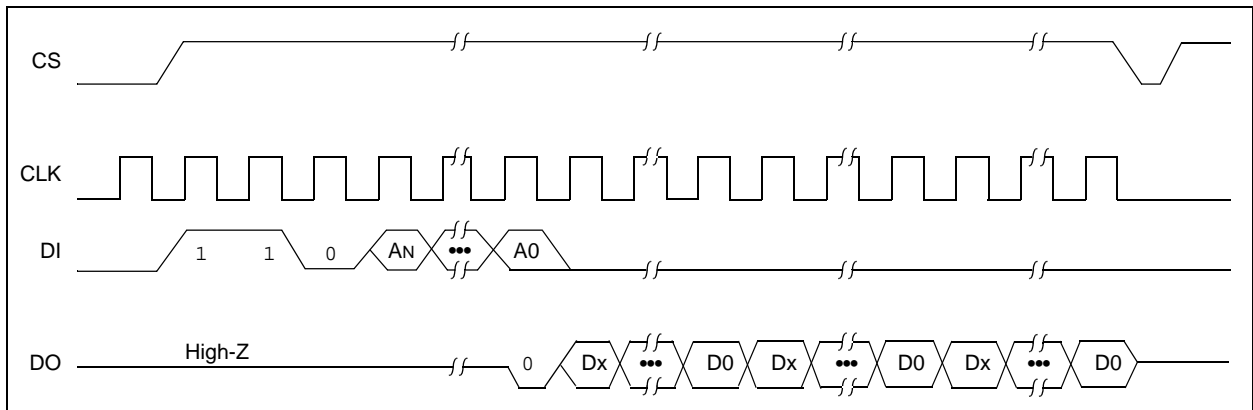 CS
CLK
DI 1 1 0 AN ••• A0
High-Z
DO 0 Dx ••• D0 Dx ••• D0 Dx ••• D0